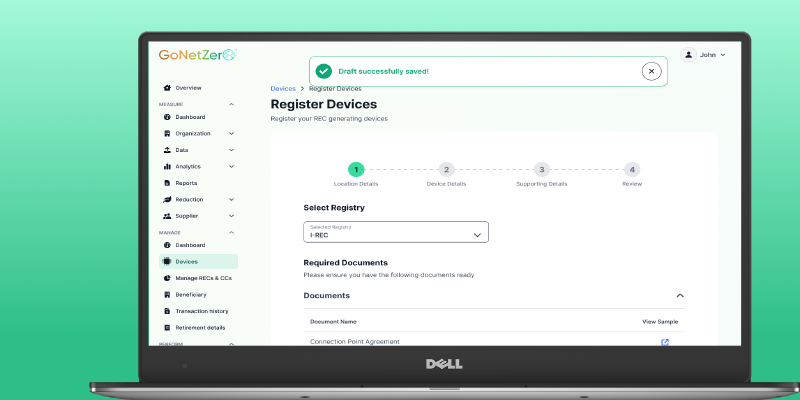 GoNetZero
John
Draft successfully saved!
Devices > Register Devices
Register Devices
Register your REC generating devices
Overview
MEASURE
Dashboard
Organization
Data
Analytics
Reports
Reduction
Supplier
MANAGE
Dashboard
Devices
Manage RECs & CCs
Beneficiary
Transaction history
Retirement details
PERFORM
1
2
3
4
Location Details
Device Details
Supporting Details
Review
Select Registry
Selected Registry
I-REC
Required Documents
Please ensure you have the following documents ready
Documents
Document Name
View Sample
Connection Point Agreement
DELL